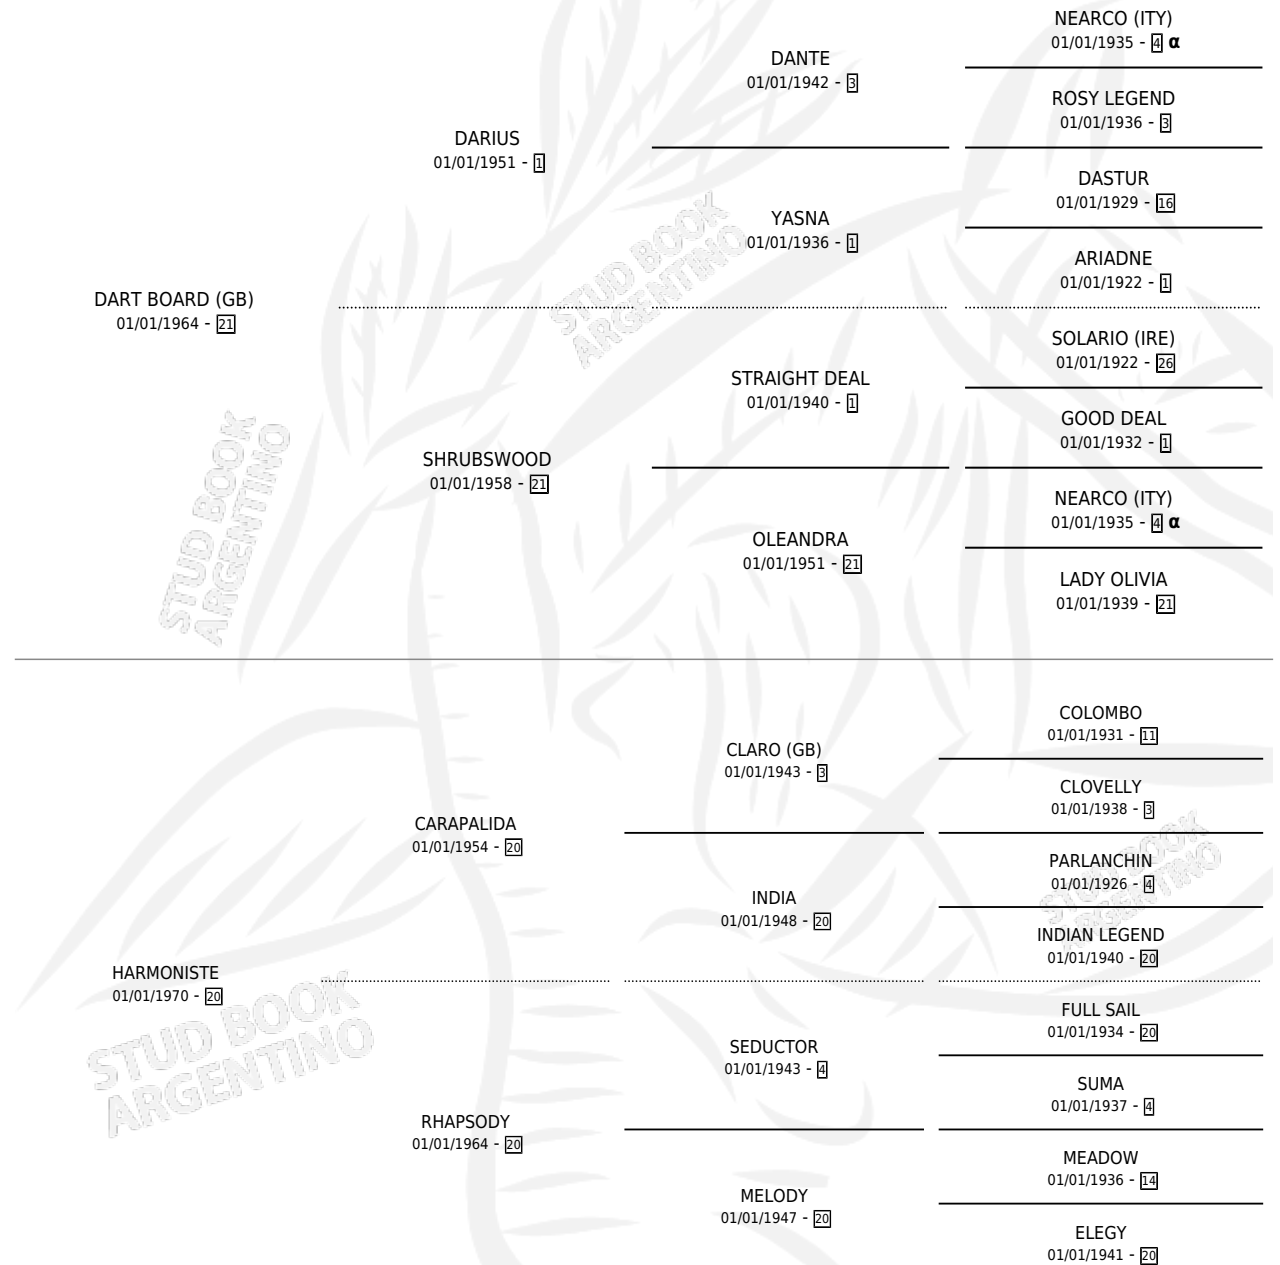 NEARCO (ITY)
01/01/1935 - 4 α
DANTE
01/01/1942 - 3
ROSY LEGEND
01/01/1936 - 3
DARIUS
01/01/1951 - 1
DASTUR
01/01/1929 - 16
YASNA
01/01/1936 - 1
ARIADNE
01/01/1922 - 1
DART BOARD (GB)
01/01/1964 - 21
STUD BOOK
ARGENTINO
SOLARIO (IRE)
01/01/1922 - 26
STRAIGHT DEAL
01/01/1940 - 1
GOOD DEAL
01/01/1932 - 1
SHRUBSWOOD
01/01/1958 - 21
STUD BOOK
ARGENTINO
NEARCO (ITY)
01/01/1935 - 4 α
OLEANDRA
01/01/1951 - 21
LADY OLIVIA
01/01/1939 - 21
COLOMBO
01/01/1931 - 11
CLARO (GB)
01/01/1943 - 3
CLOVELLY
01/01/1938 - 3
CARAPALIDA
01/01/1954 - 20
PARLANCHIN
01/01/1926 - 4
STUD BOOK
ARGENTINO
INDIA
01/01/1948 - 20
INDIAN LEGEND
01/01/1940 - 20
HARMONISTE
01/01/1970 - 20
STUD BOOK
ARGENTINO
FULL SAIL
01/01/1934 - 20
SEDUCTOR
01/01/1943 - 4
SUMA
01/01/1937 - 4
RHAPSODY
01/01/1964 - 20
MEADOW
01/01/1936 - 14
MELODY
01/01/1947 - 20
ELEGY
01/01/1941 - 20